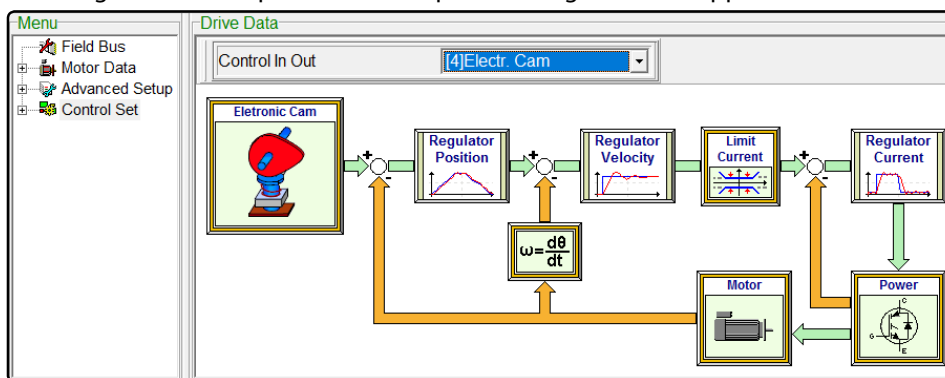 Menu
Field Bus
Motor Data
Advanced Setup
Control Set
Drive Data
Control In Out
[4]Electr. Cam
Eletronic Cam
Regulator
Position
Regulator
Velocity
Limit
Current
Regulator
Current
+
-
+
-
+
-
ω=dθ
dt
Motor
Power
C
G
E